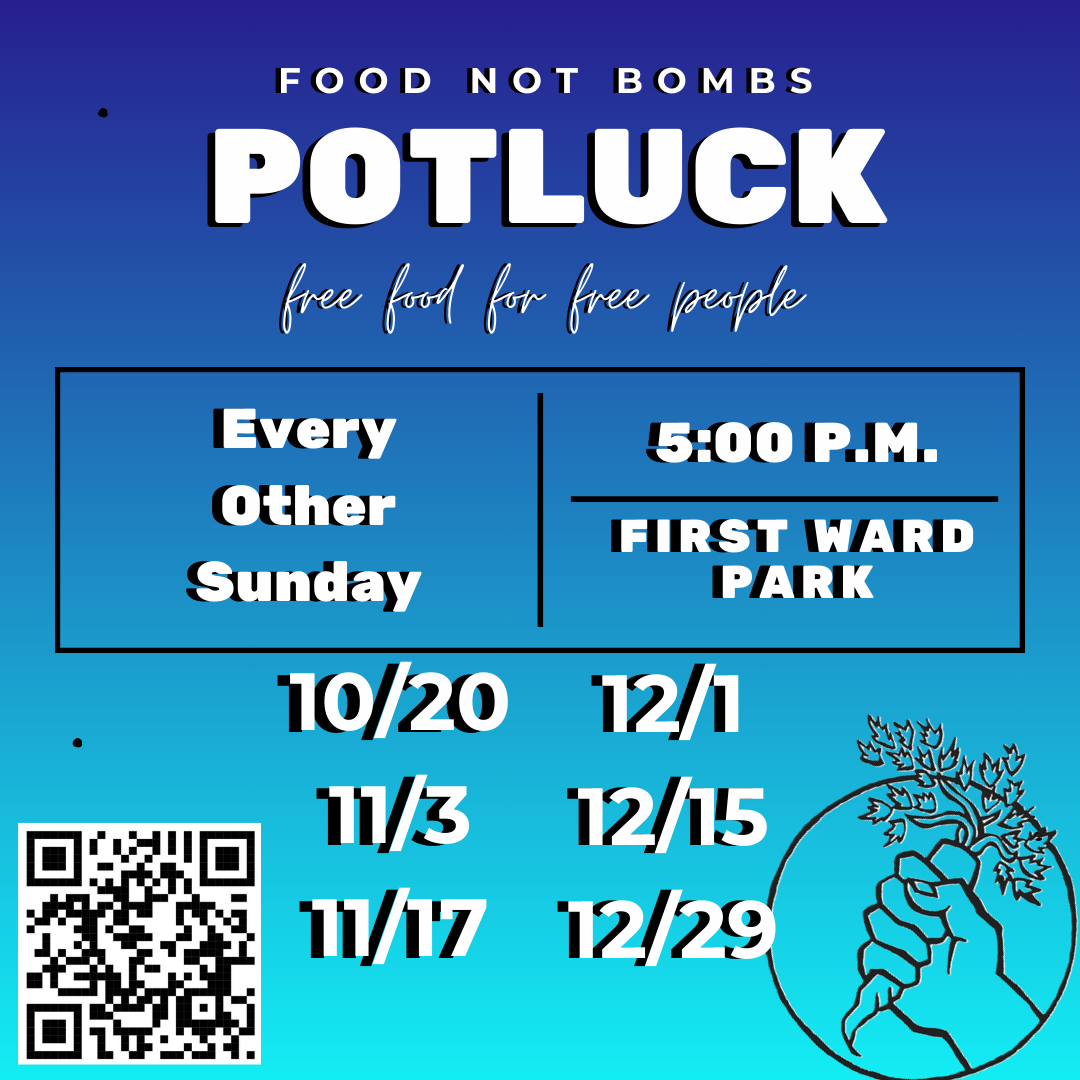 FOOD NOT BOMBS
POTLUCK
free food for free people
Every
Other
Sunday
5:00 P.M.
FIRST WARD
PARK
10/20
11/3
11/17
12/1
12/15
12/29